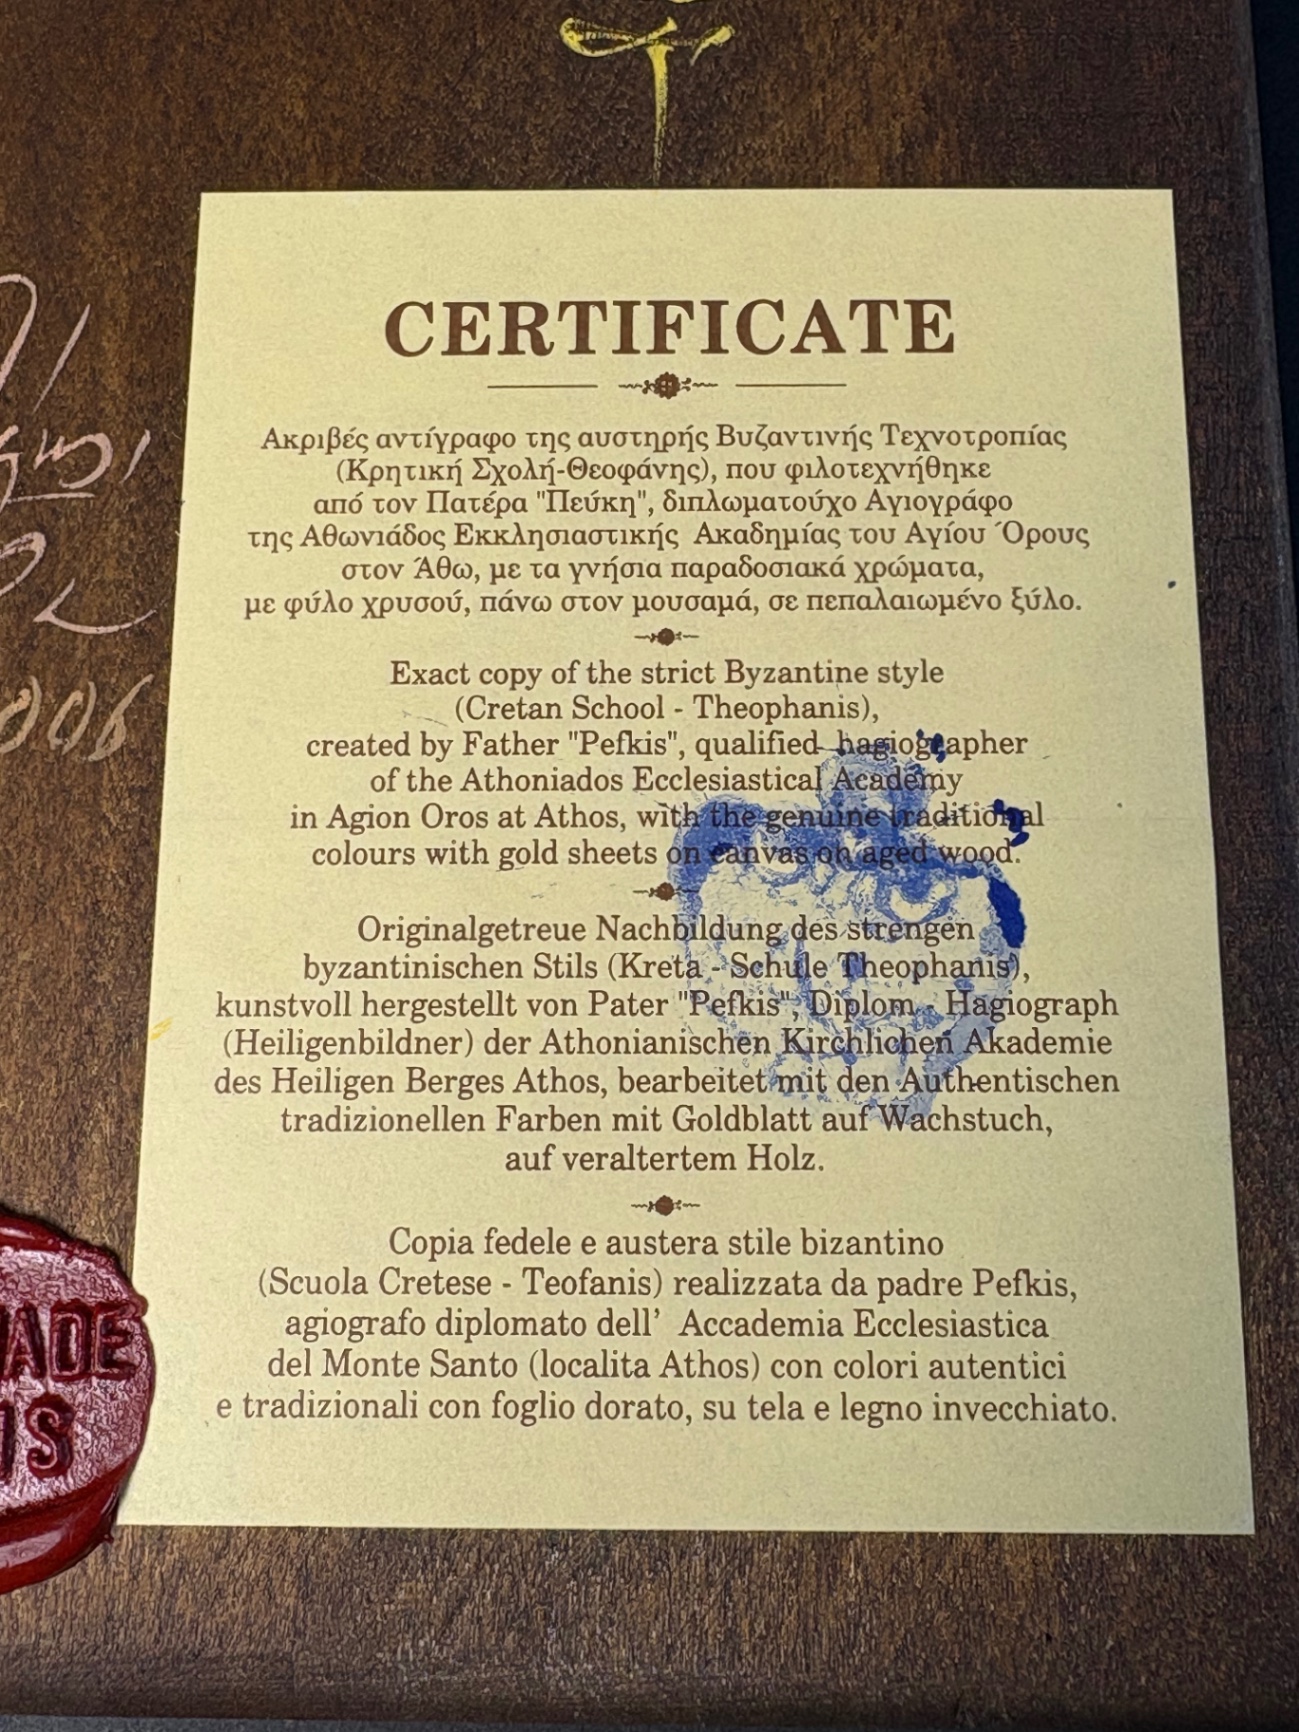 CERTIFICATE
Ακριβές αντίγραφο της αυστηρής Βυζαντινής Τεχνοτροπίας
(Κρητική Σχολή-Θεοφάνης), που φιλοτεχνήθηκε
από τον Πατέρα "Πεύκη", διπλωματούχο Αγιογράφο
της Αθωνιάδος Εκκλησιαστικής Ακαδημίας του Αγίου ΄Ορους
στον Άθω, με τα γνήσια παραδοσιακά χρώματα,
με φύλο χρυσού, πάνω στον μουσαμά, σε πεπαλαιωμένο ξύλο.
Exact copy of the strict Byzantine style
(Cretan School - Theophanis),
created by Father "Pefkis", qualified hagiographer
of the Athoniados Ecclesiastical Academy
in Agion Oros at Athos, with the genuine traditional
colours with gold sheets on canvas on aged wood.
Originalgetreue Nachbildung des strengen
byzantinischen Stils (Kreta - Schule Theophanis),
kunstvoll hergestellt von Pater "Pefkis", Diplom - Hagiograph
(Heiligenbildner) der Athonianischen Kirchlichen Akademie
des Heiligen Berges Athos, bearbeitet mit den Authentischen
tradizionellen Farben mit Goldblatt auf Wachstuch,
auf veraltertem Holz.
Copia fedele e austera stile bizantino
(Scuola Cretese - Teofanis) realizzata da padre Pefkis,
agiografo diplomato dell' Accademia Ecclesiastica
del Monte Santo (localita Athos) con colori autentici
e tradizionali con foglio dorato, su tela e legno invecchiato.